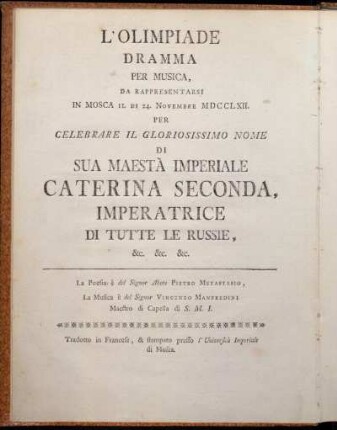 L'OLIMPIADE
DRAMMA
PER MUSICA,
DA RAPPRESENTARSI
IN MOSCA IL DI 24. NOVEMBRE MDCCLXII.
PER
CELEBRARE IL GLORIOSISSIMO NOME
DI
SUA MAESTÀ IMPERIALE
CATERINA SECONDA,
IMPERATRICE
DI TUTTE LE RUSSIE,
&c. &c. &c.
La Poesia è del Signor Abate PIETRO METASTASIO,
La Musica è del Signor VINCENZO MANFREDINI
Maestro di Capella di S. M. I.
Tradotto in Francese, & stampato presso l'Università Imperiale
di Mosca.